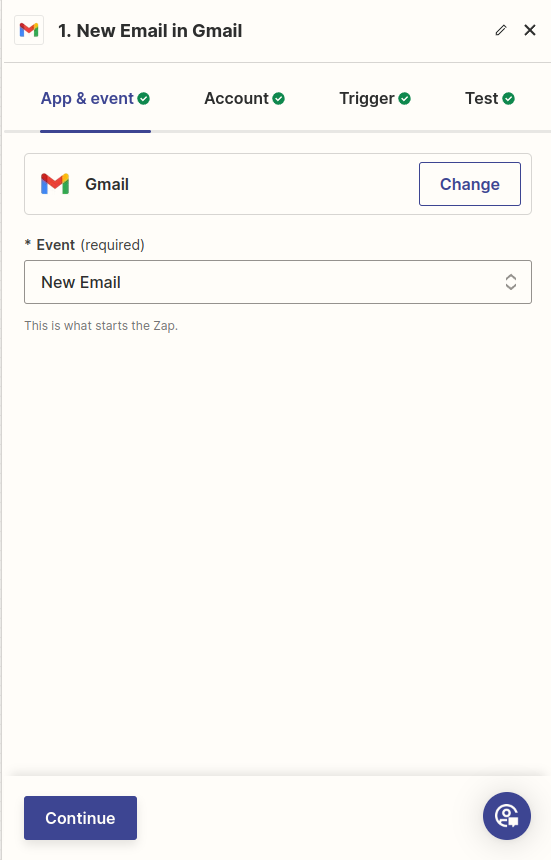 1. New Email in Gmail
App & event
Account
Trigger
Test
Gmail
Change
* Event (required)
New Email
This is what starts the Zap.
Continue